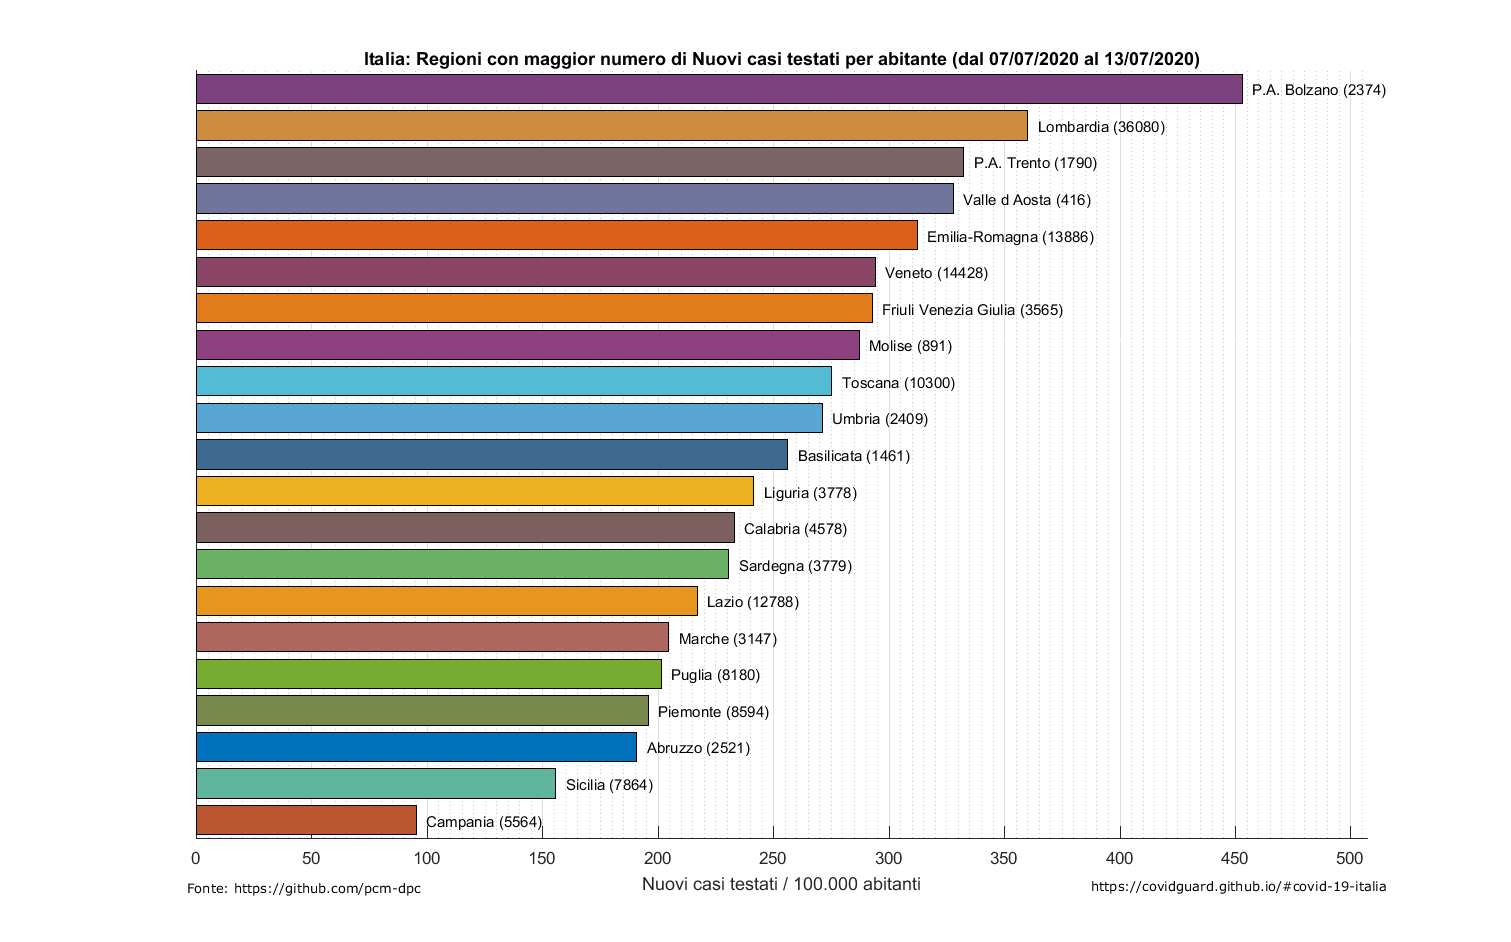 Italia: Regioni con maggior numero di Nuovi casi testati per abitante (dal 07/07/2020 al 13/07/2020)
P.A. Bolzano (2374)
Lombardia (36080)
P.A. Trento (1790)
Valle d Aosta (416)
Emilia-Romagna (13886)
Veneto (14428)
Friuli Venezia Giulia (3565)
Molise (891)
Toscana (10300)
Umbria (2409)
Basilicata (1461)
Liguria (3778)
Calabria (4578)
Sardegna (3779)
Lazio (12788)
Marche (3147)
Puglia (8180)
Piemonte (8594)
Abruzzo (2521)
Sicilia (7864)
Campania (5564)
0 50 100 150 200 250 300 350 400 450 500
Nuovi casi testati / 100.000 abitanti
Fonte: https://github.com/pcm-dpc
https://covidguard.github.io/#covid-19-italia